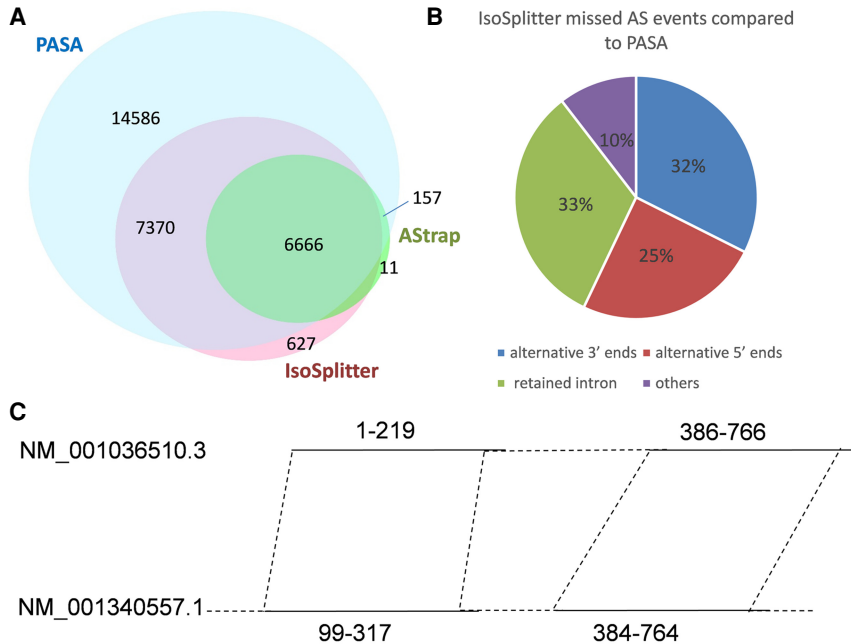 A
PASA
14586
7370
6666
157
AStrap
11
627
IsoSplitter
B
IsoSplitter missed AS events compared
to PASA
10%
32%
33%
25%
alternative 3’ ends
alternative 5’ ends
retained intron
others
C
NM_001036510.3
1-219
386-766
NM_001340557.1
99-317
384-764